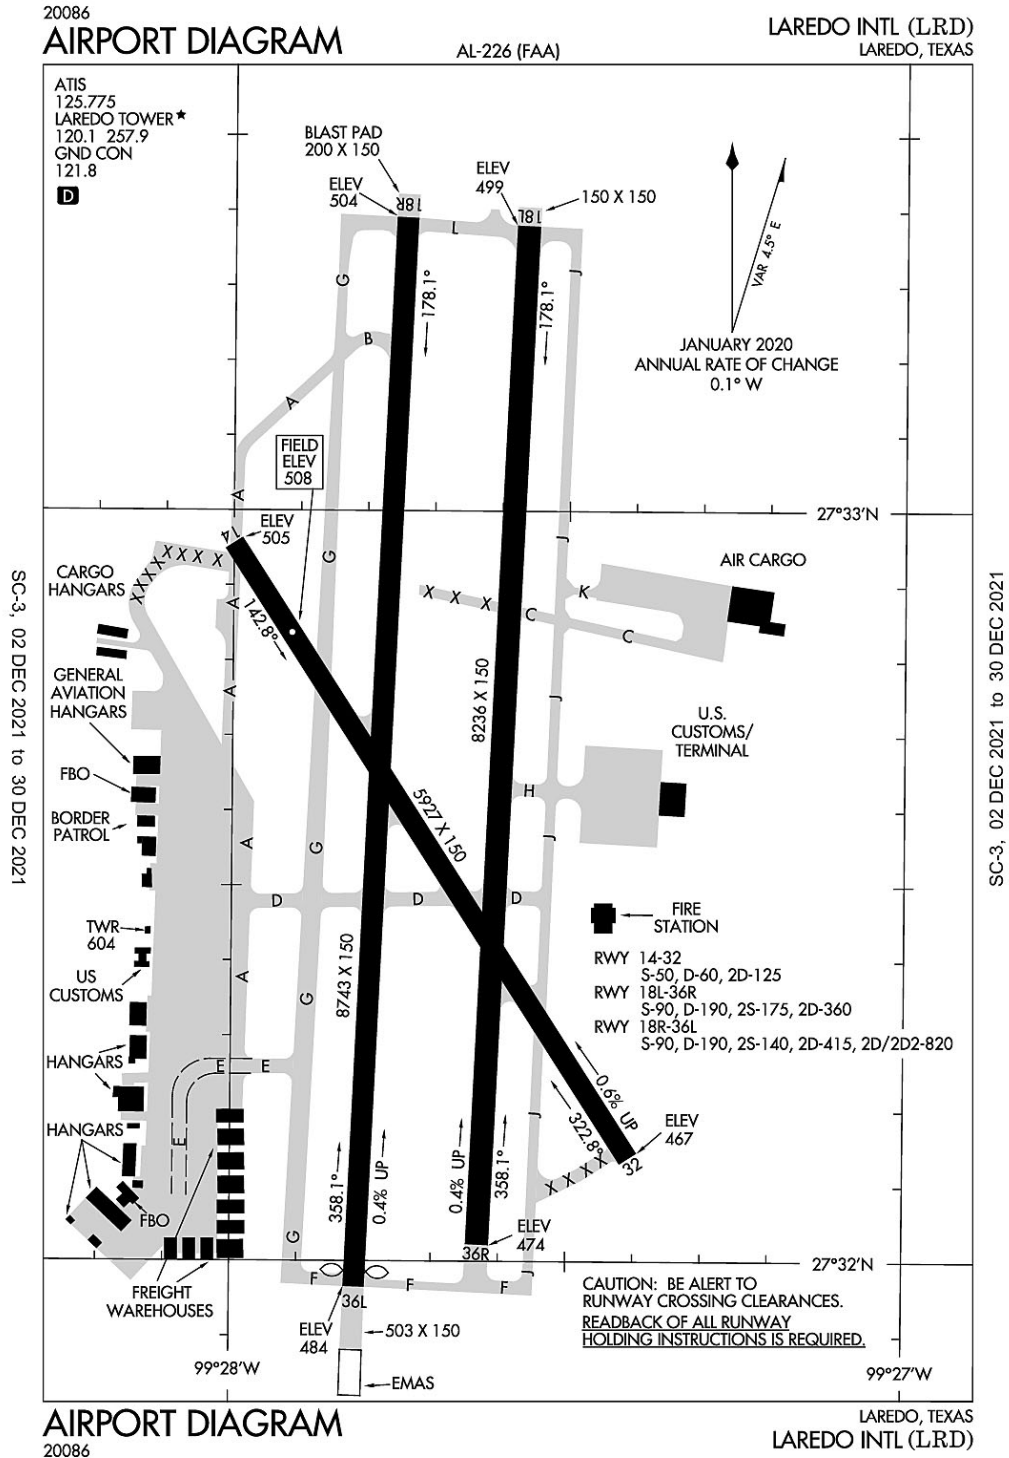 20086
AIRPORT DIAGRAM
AL-226 (FAA)
LAREDO INTL (LRD)
LAREDO, TEXAS
ATIS
125.775
LAREDO TOWER★
120.1 257.9
GND CON
121.8
D
BLAST PAD
200 X 150
ELEV
504
18R
ELEV
499
18L
150 X 150
L
G
J
178.1°
178.1°
VAR 4.5° E
JANUARY 2020
ANNUAL RATE OF CHANGE
0.1° W
B
A
FIELD
ELEV
508
A
27°33'N
14
ELEV
505
G
J
X X X X
X X X X
CARGO
HANGARS
A
142.8°
AIR CARGO
K
X X X
C
C
GENERAL
AVIATION
HANGARS
A
8236 X 150
J
U.S.
CUSTOMS/
TERMINAL
FBO
BORDER
PATROL
H
5927 X 150
A
G
J
D
D
D
TWR
604
FIRE
STATION
US
CUSTOMS
A
G
8743 X 150
RWY 14-32
S-50, D-60, 2D-125
RWY 18L-36R
S-90, D-190, 2S-175, 2D-360
RWY 18R-36L
S-90, D-190, 2S-140, 2D-415, 2D/2D2-820
HANGARS
E
E
0.6% UP
322.8°
J
ELEV
467
HANGARS
E
358.1°
0.4% UP
0.4% UP
358.1°
X X X X
32
FBO
G
ELEV
474
36R
27°32'N
F
F
F
J
FREIGHT
WAREHOUSES
36L
ELEV
484
503 X 150
EMAS
CAUTION: BE ALERT TO
RUNWAY CROSSING CLEARANCES.
READBACK OF ALL RUNWAY
HOLDING INSTRUCTIONS IS REQUIRED.
99°28'W
99°27'W
SC-3, 02 DEC 2021 to 30 DEC 2021
SC-3, 02 DEC 2021 to 30 DEC 2021
AIRPORT DIAGRAM
20086
LAREDO, TEXAS
LAREDO INTL (LRD)